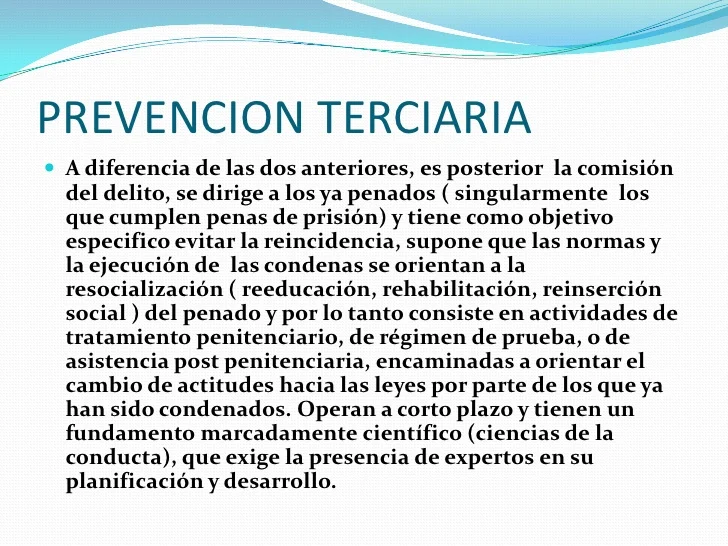 PREVENCION TERCIARIA
• A diferencia de las dos anteriores, es posterior la comisión
del delito, se dirige a los ya penados ( singularmente los
que cumplen penas de prisión) y tiene como objetivo
especifico evitar la reincidencia, supone que las normas y
la ejecución de las condenas se orientan a la
resocialización ( reeducación, rehabilitación, reinserción
social ) del penado y por lo tanto consiste en actividades de
tratamiento penitenciario, de régimen de prueba, o de
asistencia post penitenciaria, encaminadas a orientar el
cambio de actitudes hacia las leyes por parte de los que ya
han sido condenados. Operan a corto plazo y tienen un
fundamento marcadamente científico (ciencias de la
conducta), que exige la presencia de expertos en su
planificación y desarrollo.